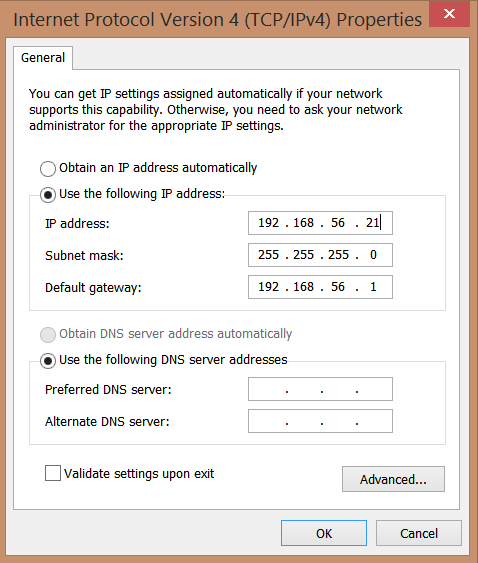 Internet Protocol Version 4 (TCP/IPv4) Properties
General
You can get IP settings assigned automatically if your network
supports this capability. Otherwise, you need to ask your network
administrator for the appropriate IP settings.
Obtain an IP address automatically
Use the following IP address:
IP address: 192 . 168 . 56 . 21
Subnet mask: 255 . 255 . 255 . 0
Default gateway: 192 . 168 . 56 . 1
Obtain DNS server address automatically
Use the following DNS server addresses
Preferred DNS server: . . .
Alternate DNS server: . . .
Validate settings upon exit
Advanced...
OK Cancel